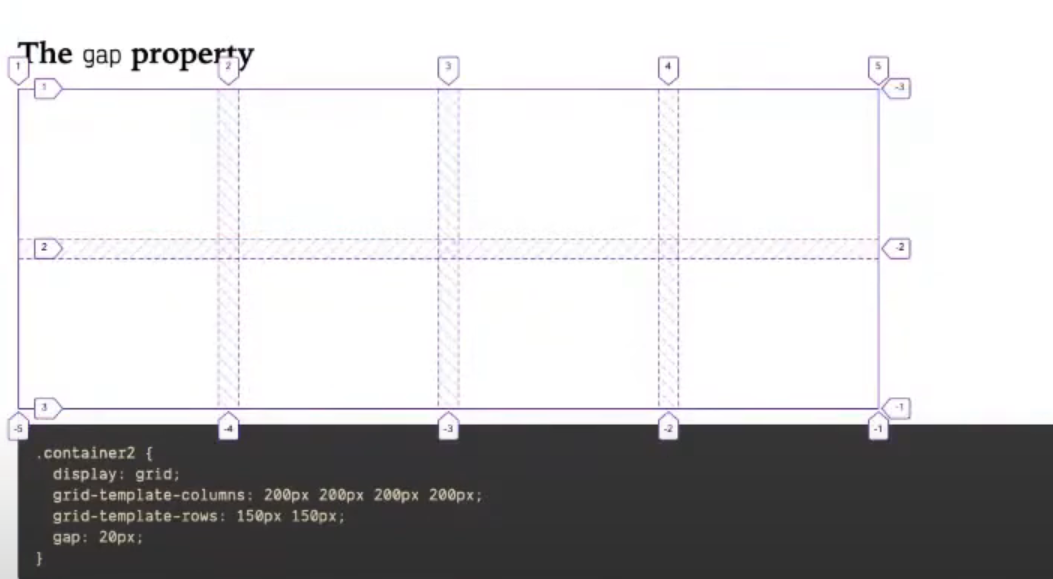 The gap property
1 2 3 4 5
1 -3
2 -2
3 -1
-5 -4 -3 -2 -1
.container2 {
display: grid;
grid-template-columns: 200px 200px 200px 200px;
grid-template-rows: 150px 150px;
gap: 20px;
}